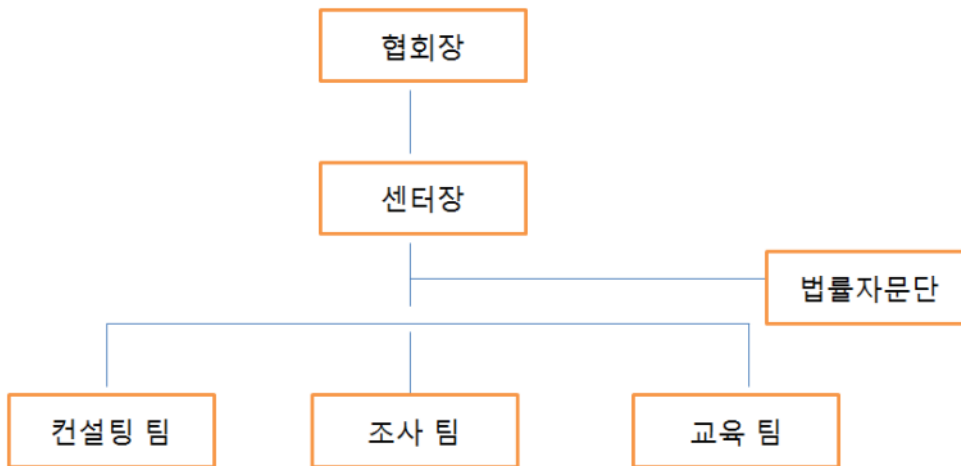 협회장
센터장
법률자문단
컨설팅 팀
조사 팀
교육 팀